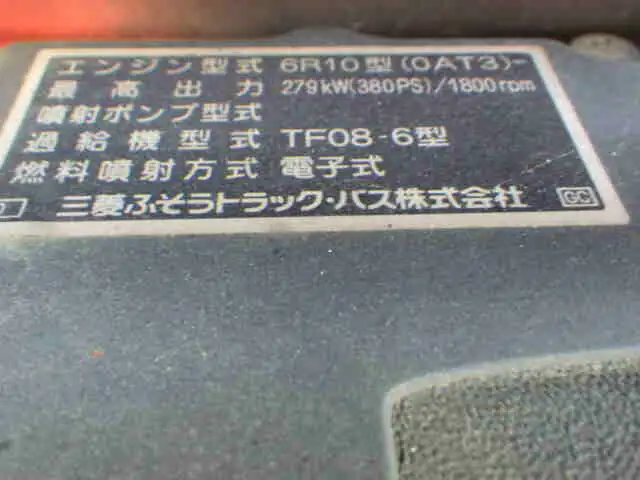 エンジン型式 6R10型(0AT3)-
最高出力 279kW(380PS)/1800rpm
噴射ポンプ型式
過給機型式 TF08-6型
燃料噴射方式 電子式
三菱ふそうトラック・バス株式会社 GC